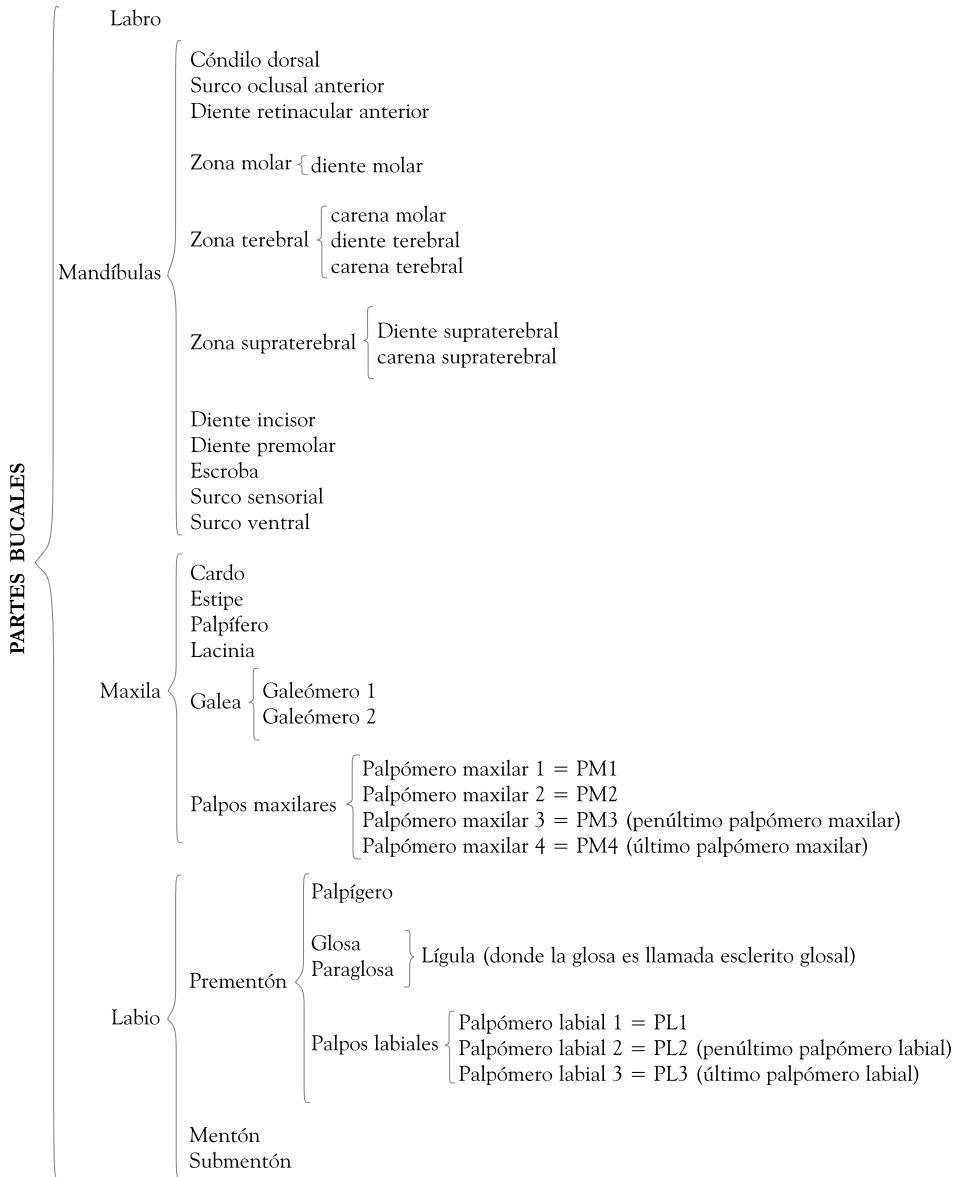 PARTES BUCALES
Labro
Mandíbulas
Cóndilo dorsal
Surco oclusal anterior
Diente retinacular anterior
Zona molar
diente molar
Zona terebral
carena molar
diente terebral
carena terebral
Zona supraterebral
Diente supraterebral
carena supraterebral
Diente incisor
Diente premolar
Escroba
Surco sensorial
Surco ventral
Maxila
Cardo
Estipe
Palpífero
Lacinia
Galea
Galeómero 1
Galeómero 2
Palpos maxilares
Palpómero maxilar 1 = PM1
Palpómero maxilar 2 = PM2
Palpómero maxilar 3 = PM3 (penúltimo palpómero maxilar)
Palpómero maxilar 4 = PM4 (último palpómero maxilar)
Labio
Prementón
Palpígero
Glosa
Paraglosa
Lígula (donde la glosa es llamada esclerito glosal)
Palpos labiales
Palpómero labial 1 = PL1
Palpómero labial 2 = PL2 (penúltimo palpómero labial)
Palpómero labial 3 = PL3 (último palpómero labial)
Mentón
Submentón